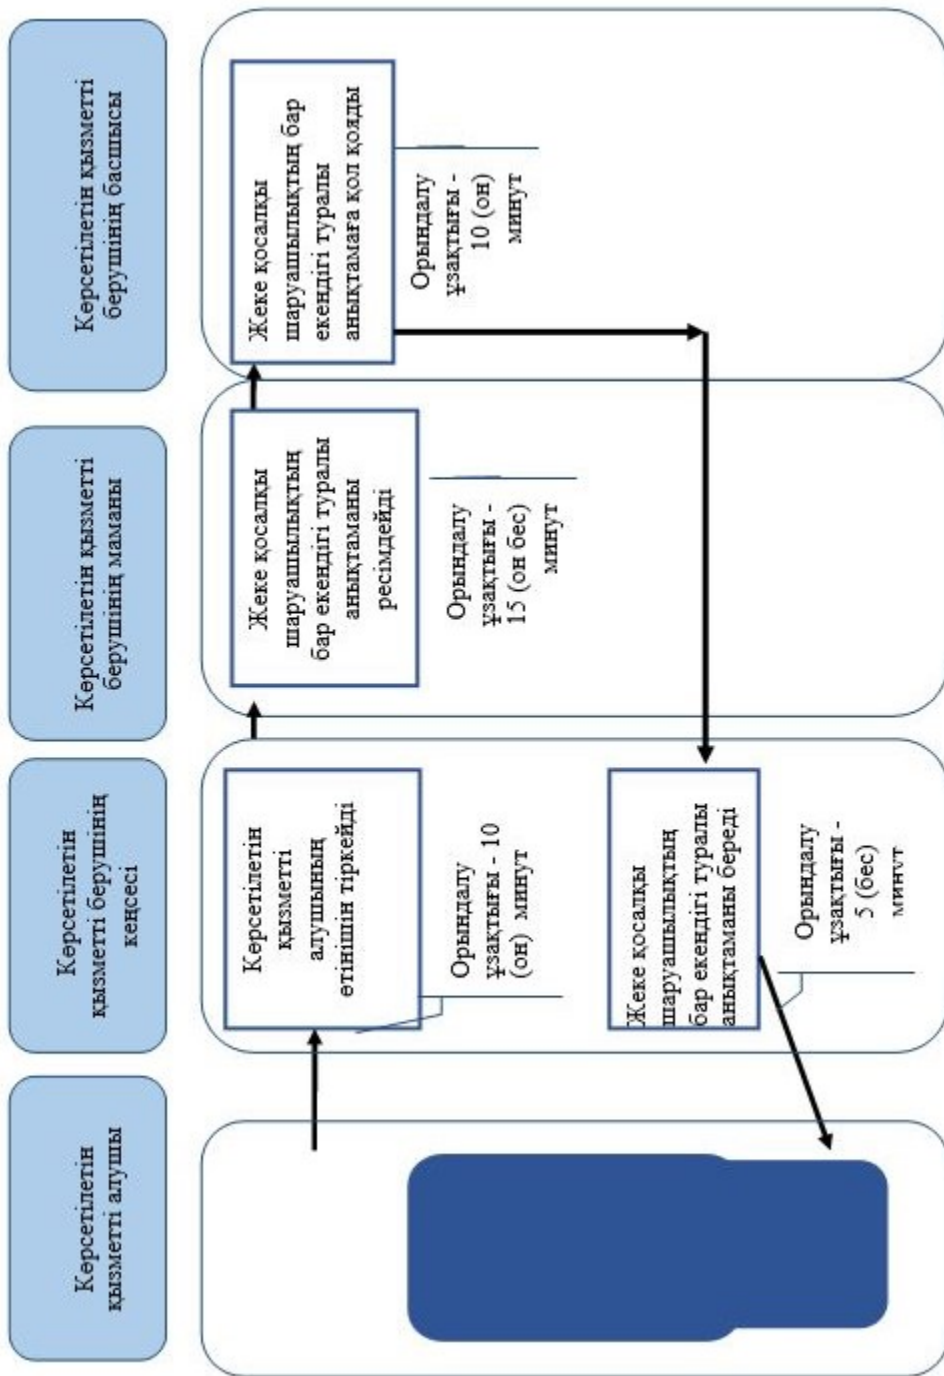 Көрсетілетін
қызметті алушы
Көрсетілетін
қызметті берушінің
кеңсесі
Көрсетілетін қызметті
берушінің маманы
Көрсетілетін қызметті
берушінің басшысы
Көрсетілетін
қызметті
алушының
өтінішін тіркейді
Орындалу
ұзақтығы - 10
(он) минут
Жеке қосалқы
шаруашылықтың
бар екендігі туралы
анықтаманы береді
Орындалу
ұзақтығы -
5 (бес)
минут
Жеке қосалқы
шаруашылықтың
бар екендігі туралы
анықтаманы
ресімдейді
Орындалу
ұзақтығы -
15 (он бес)
минут
Жеке қосалқы
шаруашылықтың бар
екендігі туралы
анықтамаға қол қояды
Орындалу
ұзақтығы -
10 (он)
минут